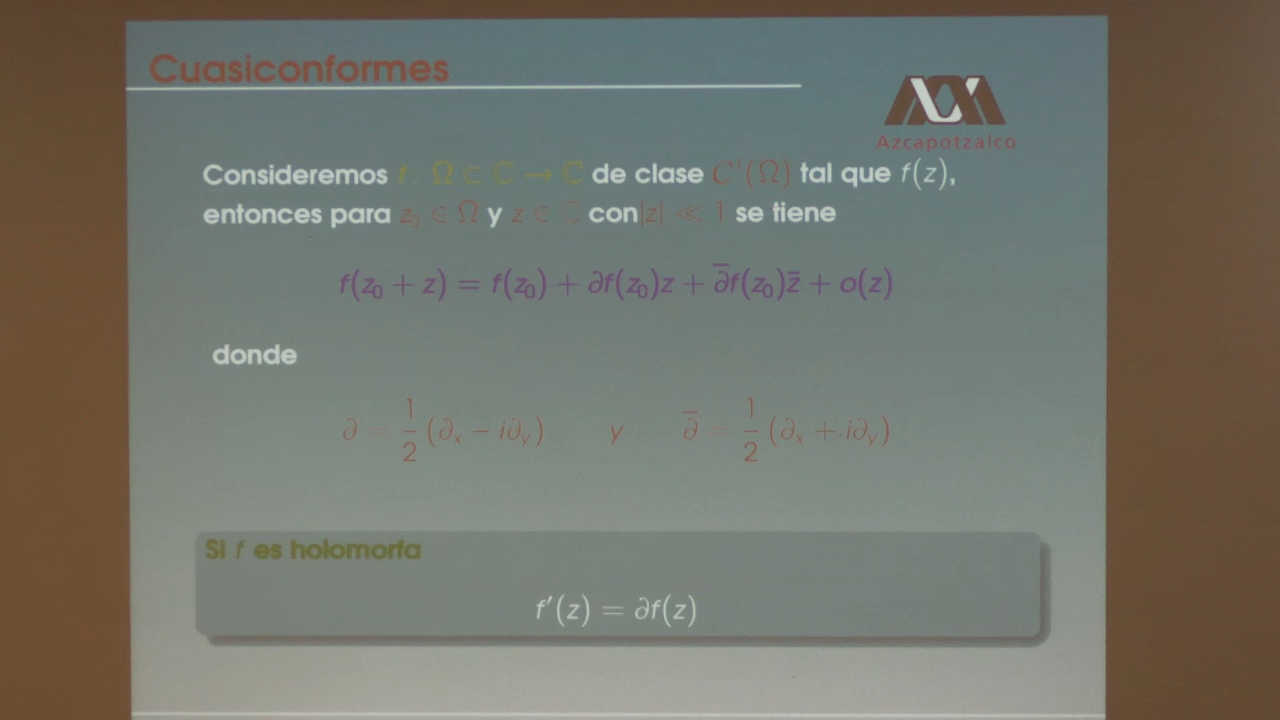 Cuasiconformes
Azcapotzalco
Consideremos f : Ω ⊂ ℂ → ℂ de clase C¹(Ω) tal que f(z),
entonces para z₀ ∈ Ω y z ∈ ℂ con|z| ≪ 1 se tiene
f(z₀ + z) = f(z₀) + ∂f(z₀)z + ∂̅f(z₀)z̄ + o(z)
donde
∂ = 1/2 (∂ₓ − i∂ᵧ) y ∂̅ = 1/2 (∂ₓ + i∂ᵧ)
Si f es holomorfa
f′(z) = ∂f(z)